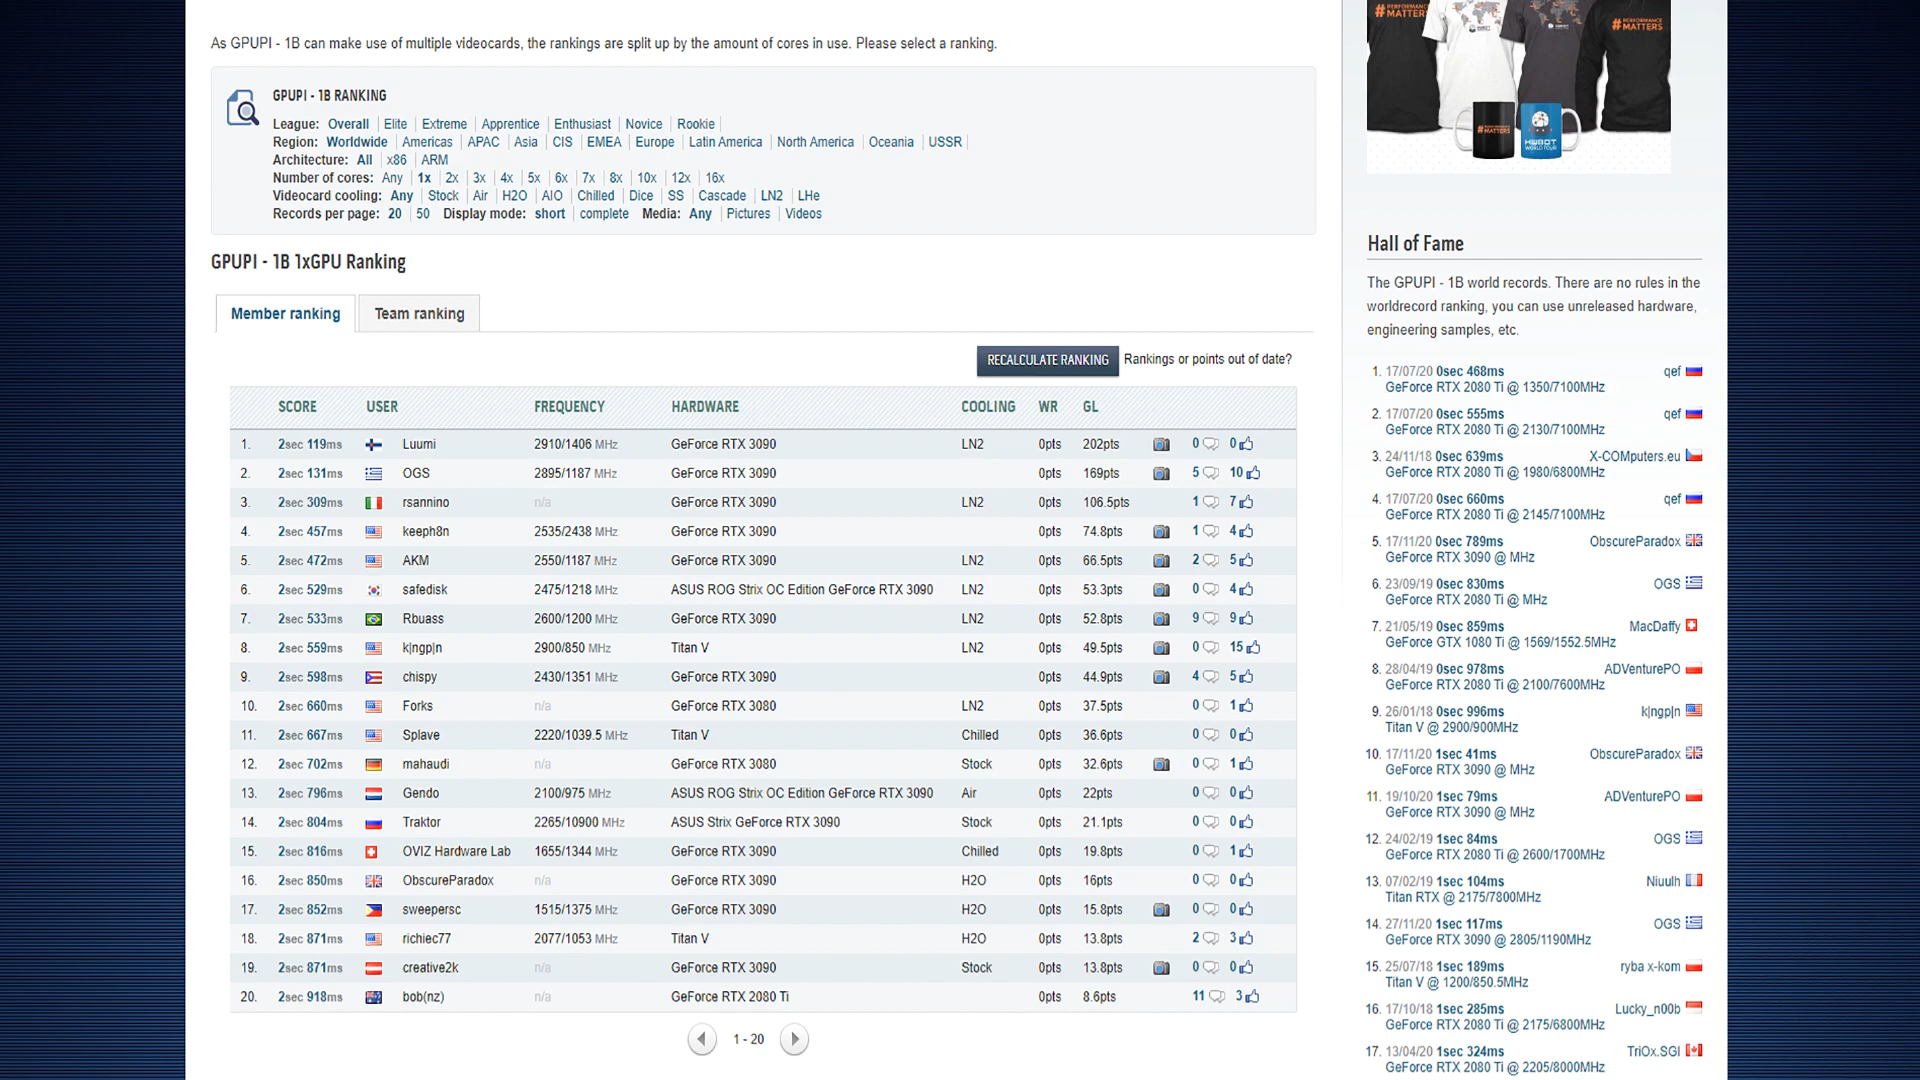 #PERFORMANCE MATTERS
#PERFORMANCE MATTERS
As GPUPI - 1B can make use of multiple videocards, the rankings are split up by the amount of cores in use. Please select a ranking.
GPUPI - 1B RANKING
League: Overall Elite Extreme Apprentice Enthusiast Novice Rookie
Region: Worldwide Americas APAC Asia CIS EMEA Europe Latin America North America Oceania USSR
Architecture: All x86 ARM
Number of cores: Any 1x 2x 3x 4x 5x 6x 7x 8x 10x 12x 16x
Videocard cooling: Any Stock Air H2O AIO Chilled Dice SS Cascade LN2 LHe
Records per page: 20 50 Display mode: short complete Media: Any Pictures Videos
GPUPI - 1B 1xGPU Ranking
Member ranking Team ranking
RECALCULATE RANKING Rankings or points out of date?
SCORE USER FREQUENCY HARDWARE COOLING WR GL
1. 2sec 119ms Luumi 2910/1406 MHz GeForce RTX 3090 LN2 0pts 202pts 0 0
2. 2sec 131ms OGS 2895/1187 MHz GeForce RTX 3090 0pts 169pts 5 10
3. 2sec 309ms rsannino n/a GeForce RTX 3090 LN2 0pts 106.5pts 1 7
4. 2sec 457ms keeph8n 2535/2438 MHz GeForce RTX 3090 0pts 74.8pts 1 4
5. 2sec 472ms AKM 2550/1187 MHz GeForce RTX 3090 LN2 0pts 66.5pts 2 5
6. 2sec 529ms safedisk 2475/1218 MHz ASUS ROG Strix OC Edition GeForce RTX 3090 LN2 0pts 53.3pts 0 4
7. 2sec 533ms Rbuass 2600/1200 MHz GeForce RTX 3090 LN2 0pts 52.8pts 9 9
8. 2sec 559ms k|ngp|n 2900/850 MHz Titan V LN2 0pts 49.5pts 0 15
9. 2sec 598ms chispy 2430/1351 MHz GeForce RTX 3090 0pts 44.9pts 4 5
10. 2sec 660ms Forks n/a GeForce RTX 3080 LN2 0pts 37.5pts 0 1
11. 2sec 667ms Splave 2220/1039.5 MHz Titan V Chilled 0pts 36.6pts 0 0
12. 2sec 702ms mahaudi n/a GeForce RTX 3080 Stock 0pts 32.6pts 0 1
13. 2sec 796ms Gendo 2100/975 MHz ASUS ROG Strix OC Edition GeForce RTX 3090 Air 0pts 22pts 0 0
14. 2sec 804ms Traktor 2265/10900 MHz ASUS Strix GeForce RTX 3090 Stock 0pts 21.1pts 0 0
15. 2sec 816ms OVIZ Hardware Lab 1655/1344 MHz GeForce RTX 3090 Chilled 0pts 19.8pts 0 1
16. 2sec 850ms ObscureParadox n/a GeForce RTX 3090 H2O 0pts 16pts 0 0
17. 2sec 852ms sweepersc 1515/1375 MHz GeForce RTX 3090 H2O 0pts 15.8pts 0 0
18. 2sec 871ms richiec77 2077/1053 MHz Titan V H2O 0pts 13.8pts 2 3
19. 2sec 871ms creative2k n/a GeForce RTX 3090 Stock 0pts 13.8pts 0 0
20. 2sec 918ms bob(nz) n/a GeForce RTX 2080 Ti 0pts 8.6pts 11 3
1 - 20
#PERFORMANCE MATTERS
HWBOT WORLD TOUR
Hall of Fame
The GPUPI - 1B world records. There are no rules in the
worldrecord ranking, you can use unreleased hardware,
engineering samples, etc.
1. 17/07/20 0sec 468ms qef
GeForce RTX 2080 Ti @ 1350/7100MHz
2. 17/07/20 0sec 555ms qef
GeForce RTX 2080 Ti @ 2130/7100MHz
3. 24/11/18 0sec 639ms X-COMputers.eu
GeForce RTX 2080 Ti @ 1980/6800MHz
4. 17/07/20 0sec 660ms qef
GeForce RTX 2080 Ti @ 2145/7100MHz
5. 17/11/20 0sec 789ms ObscureParadox
GeForce RTX 3090 @ MHz
6. 23/09/19 0sec 830ms OGS
GeForce RTX 2080 Ti @ MHz
7. 21/05/19 0sec 859ms MacDaffy
GeForce GTX 1080 Ti @ 1569/1552.5MHz
8. 28/04/19 0sec 978ms ADVenturePO
GeForce RTX 2080 Ti @ 2100/7600MHz
9. 26/01/18 0sec 996ms k|ngp|n
Titan V @ 2900/900MHz
10. 17/11/20 1sec 41ms ObscureParadox
GeForce RTX 3090 @ MHz
11. 19/10/20 1sec 79ms ADVenturePO
GeForce RTX 3090 @ MHz
12. 24/02/19 1sec 84ms OGS
GeForce RTX 2080 Ti @ 2600/1700MHz
13. 07/02/19 1sec 104ms Niuulh
Titan RTX @ 2175/7800MHz
14. 27/11/20 1sec 117ms OGS
GeForce RTX 3090 @ 2805/1190MHz
15. 25/07/18 1sec 189ms ryba x-kom
Titan V @ 1200/850.5MHz
16. 17/10/18 1sec 285ms Lucky_n00b
GeForce RTX 2080 Ti @ 2175/6800MHz
17. 13/04/20 1sec 324ms TriOx.SGI
GeForce RTX 2080 Ti @ 2205/8000MHz